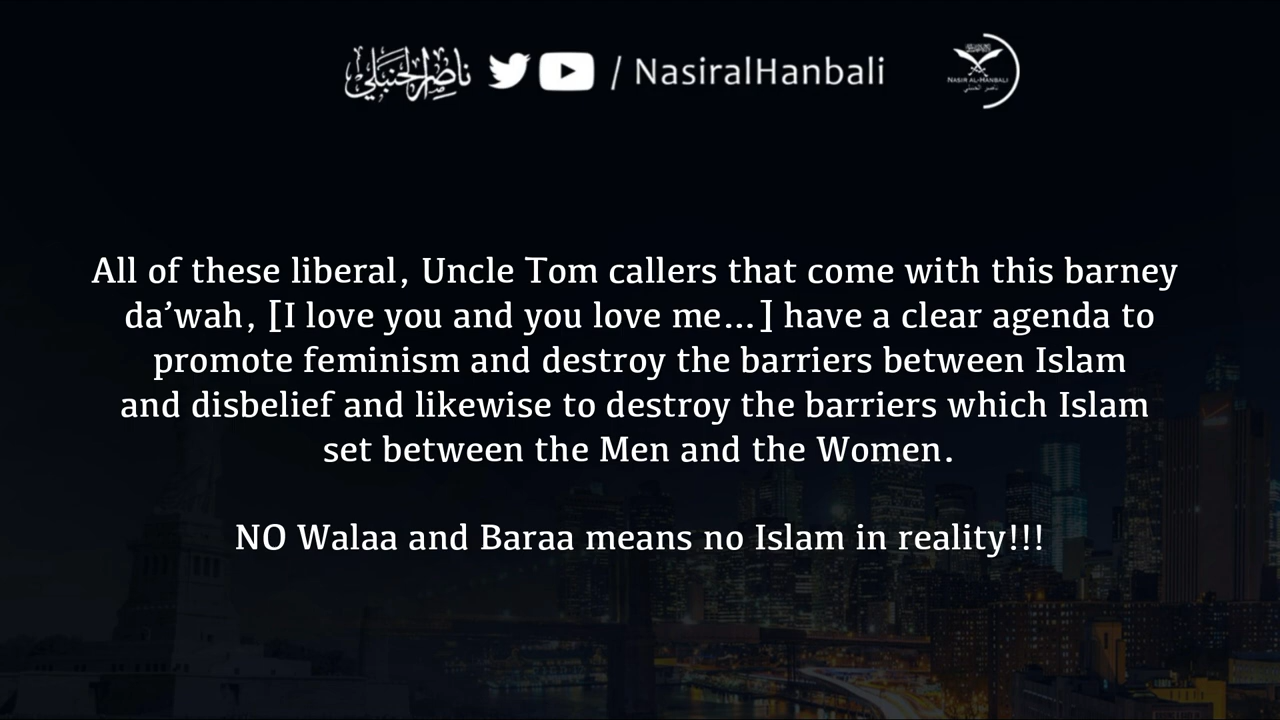 ناصر الحنبلي / NasiralHanbali
NASIR AL-HANBALI
ناصر الحنبلي
All of these liberal, Uncle Tom callers that come with this barney
da’wah, [I love you and you love me...] have a clear agenda to
promote feminism and destroy the barriers between Islam
and disbelief and likewise to destroy the barriers which Islam
set between the Men and the Women.
NO Walaa and Baraa means no Islam in reality!!!